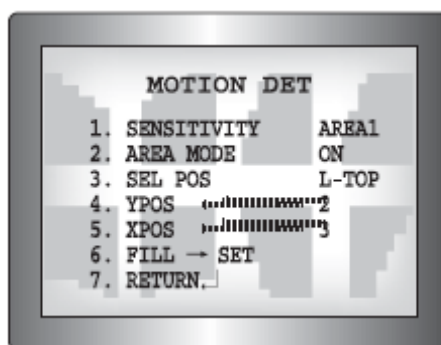 MOTION DET
1. SENSITIVITY AREA1
2. AREA MODE ON
3. SEL POS L-TOP
4. YPOS 2
5. XPOS 3
6. FILL → SET
7. RETURN